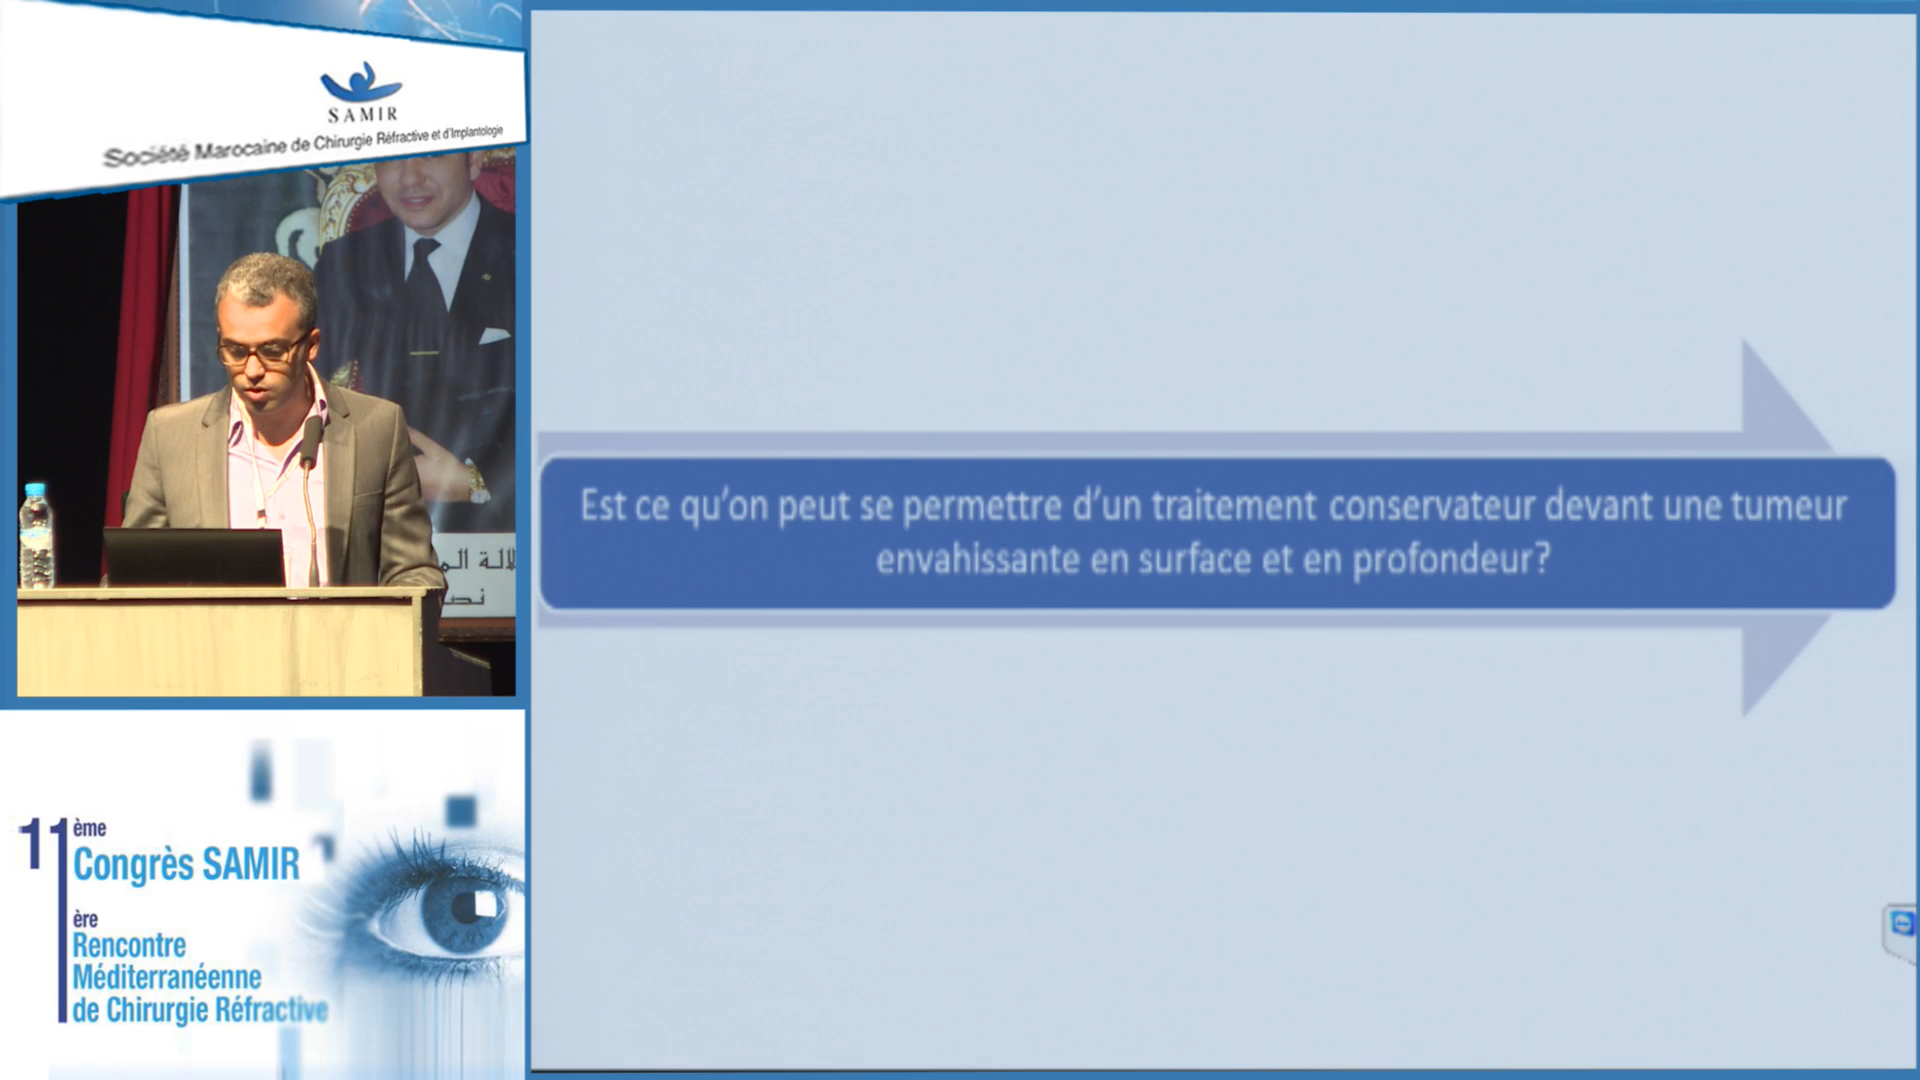 SAMIR
Société Marocaine de Chirurgie Réfractive et d'Implantologie
11ème
Congrès SAMIR
ère
Rencontre
Méditerranéenne
de Chirurgie Réfractive
Est ce qu'on peut se permettre d'un traitement conservateur devant une tumeur
envahissante en surface et en profondeur?